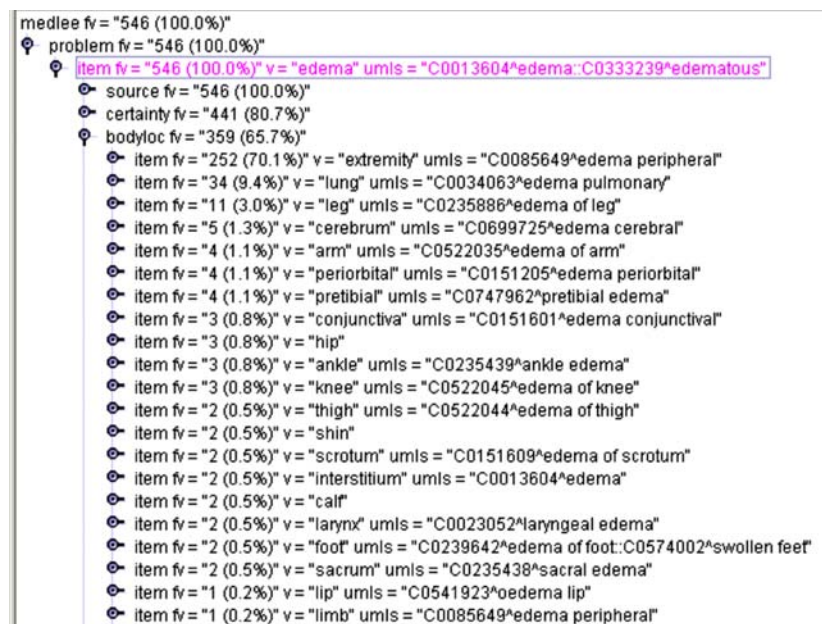 medlee fv = "546 (100.0%)"
problem fv = "546 (100.0%)"
item fv = "546 (100.0%)" v = "edema" umls = "C0013604^edema::C0333239^edematous"
source fv = "546 (100.0%)"
certainty fv = "441 (80.7%)"
bodyloc fv = "359 (65.7%)"
item fv = "252 (70.1%)" v = "extremity" umls = "C0085649^edema peripheral"
item fv = "34 (9.4%)" v = "lung" umls = "C0034063^edema pulmonary"
item fv = "11 (3.0%)" v = "leg" umls = "C0235886^edema of leg"
item fv = "5 (1.3%)" v = "cerebrum" umls = "C0699725^edema cerebral"
item fv = "4 (1.1%)" v = "arm" umls = "C0522035^edema of arm"
item fv = "4 (1.1%)" v = "periorbital" umls = "C0151205^edema periorbital"
item fv = "4 (1.1%)" v = "pretibial" umls = "C0747962^pretibial edema"
item fv = "3 (0.8%)" v = "conjunctiva" umls = "C0151601^edema conjunctival"
item fv = "3 (0.8%)" v = "hip"
item fv = "3 (0.8%)" v = "ankle" umls = "C0235439^ankle edema"
item fv = "3 (0.8%)" v = "knee" umls = "C0522045^edema of knee"
item fv = "2 (0.5%)" v = "thigh" umls = "C0522044^edema of thigh"
item fv = "2 (0.5%)" v = "shin"
item fv = "2 (0.5%)" v = "scrotum" umls = "C0151609^edema of scrotum"
item fv = "2 (0.5%)" v = "interstitium" umls = "C0013604^edema"
item fv = "2 (0.5%)" v = "calf"
item fv = "2 (0.5%)" v = "larynx" umls = "C0023052^laryngeal edema"
item fv = "2 (0.5%)" v = "foot" umls = "C0239642^edema of foot::C0574002^swollen feet"
item fv = "2 (0.5%)" v = "sacrum" umls = "C0235438^sacral edema"
item fv = "1 (0.2%)" v = "lip" umls = "C0541923^oedema lip"
item fv = "1 (0.2%)" v = "limb" umls = "C0085649^edema peripheral"